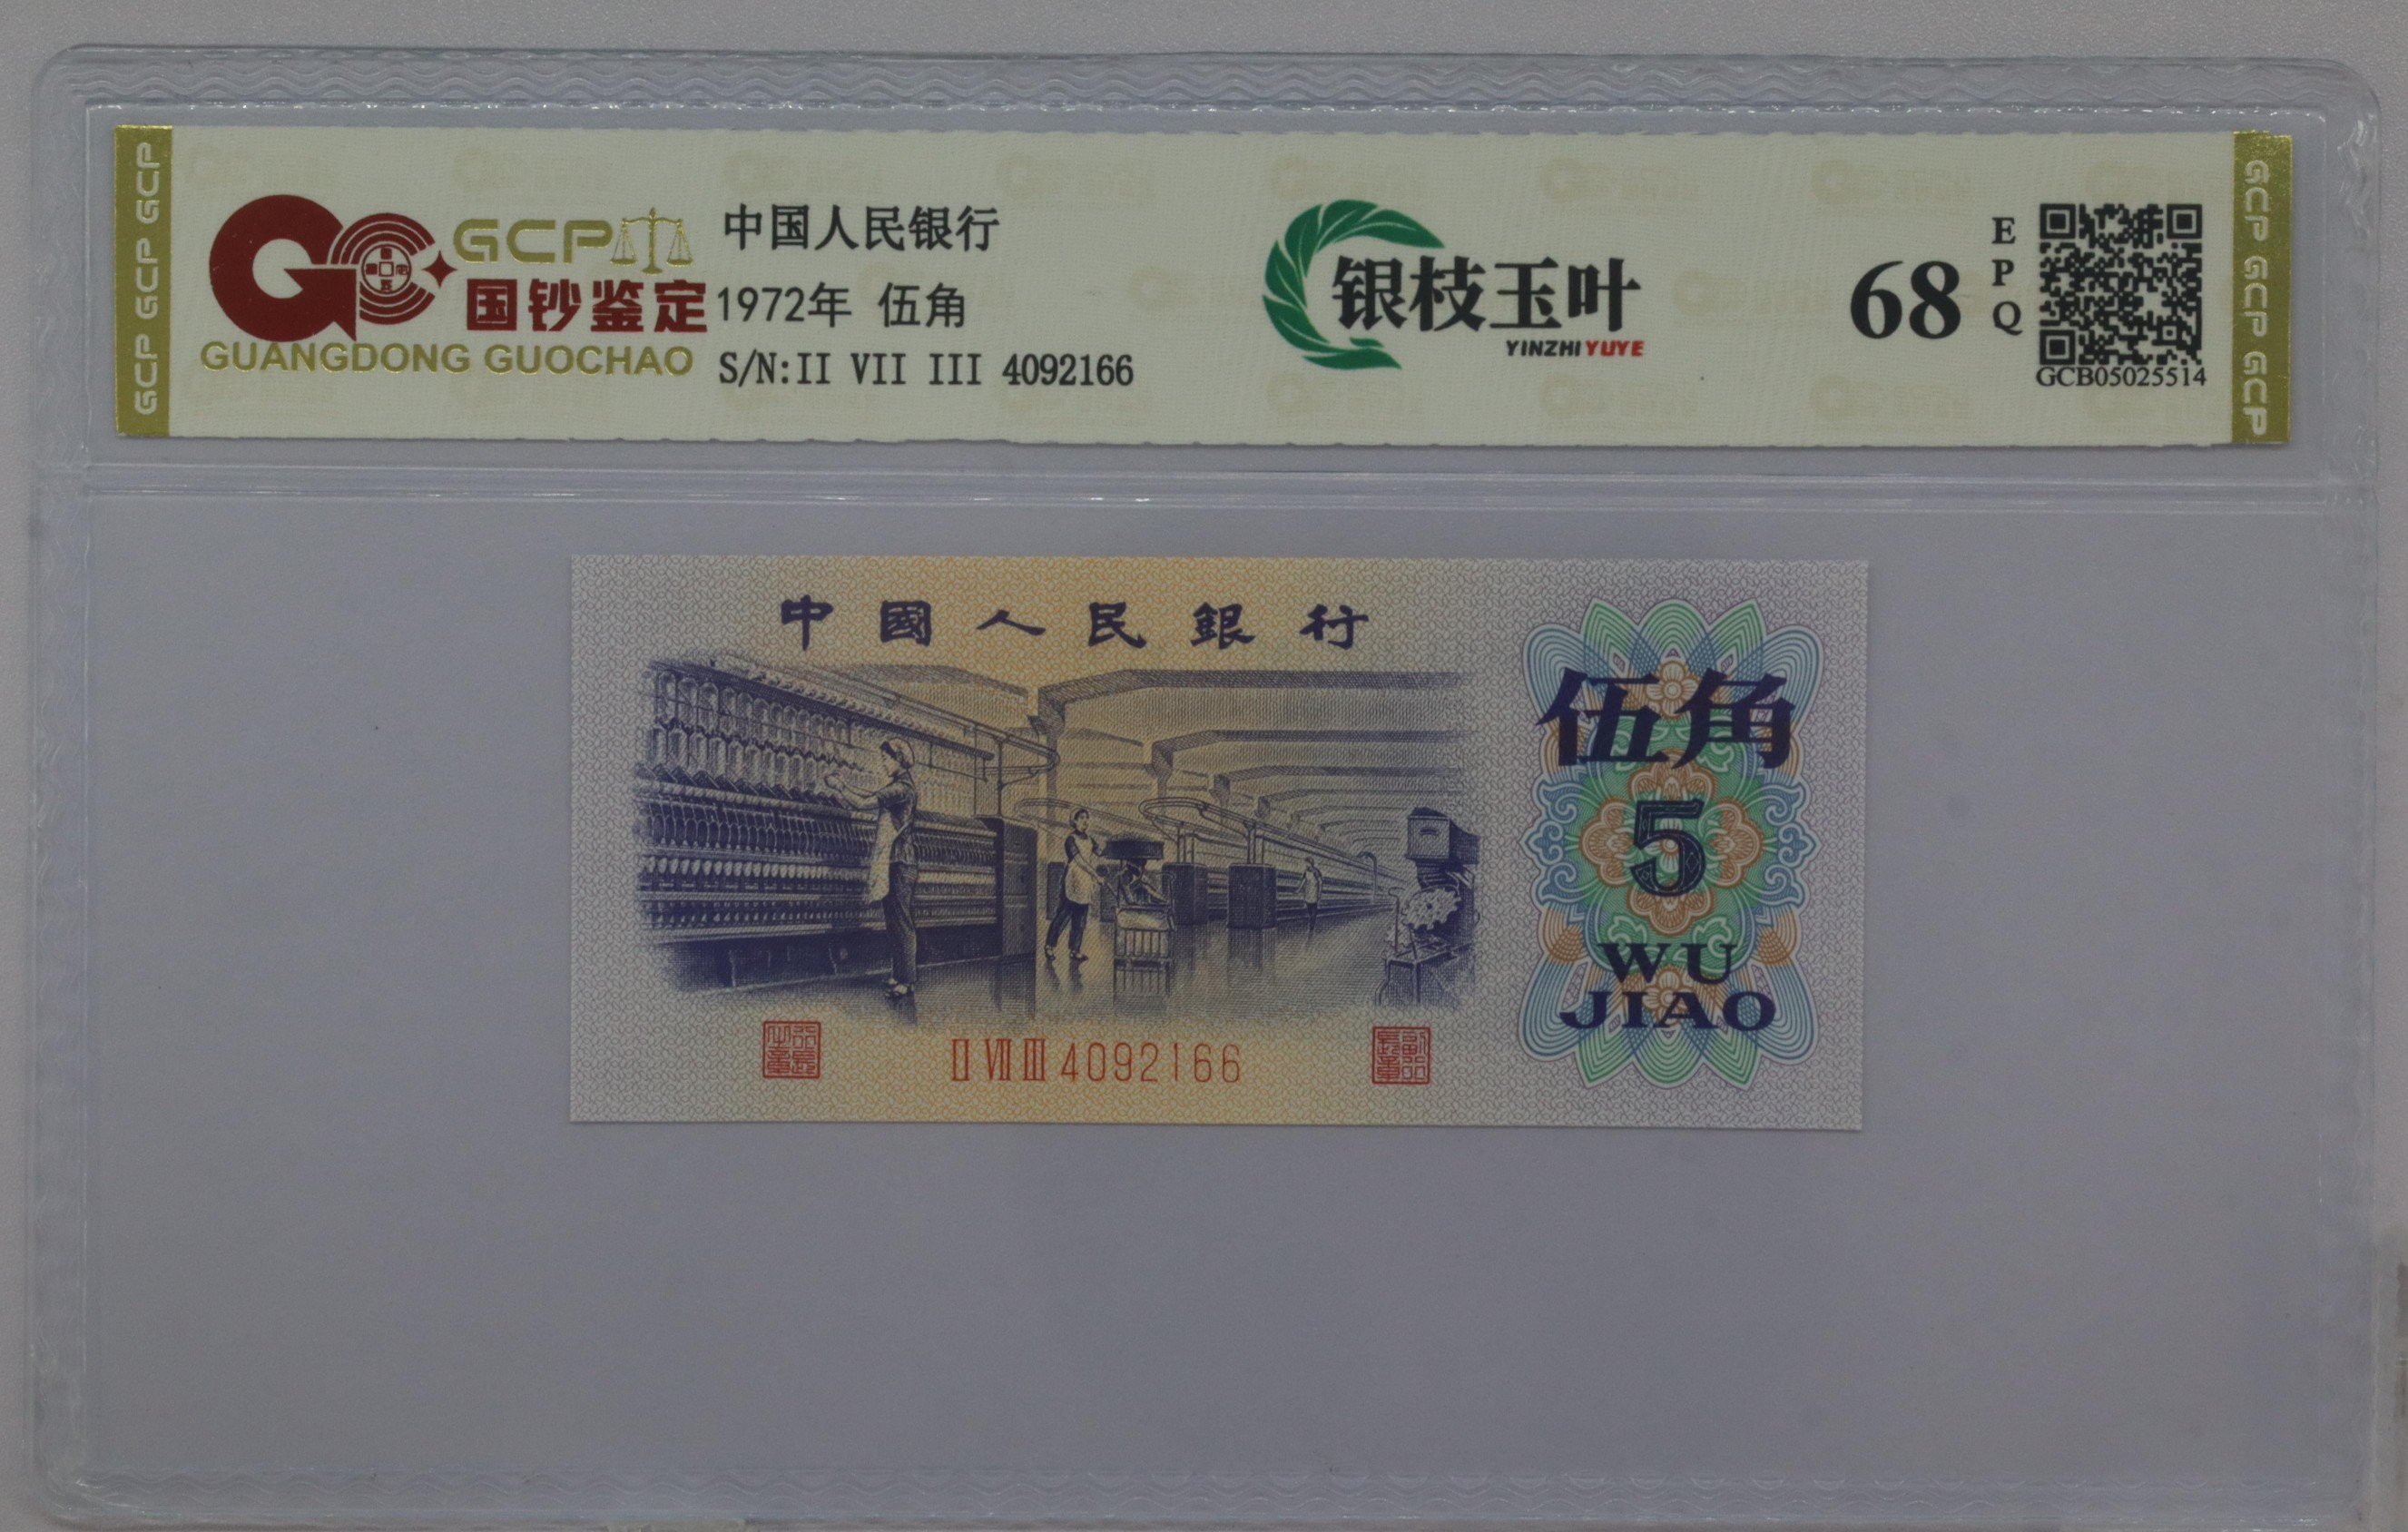 GCP GCP GCP
GCP
国钞鉴定
GUANGDONG GUOCHAO
中国人民银行
1972年 伍角
S/N:II VII III 4092166
银枝玉叶
YINZHIYUYE
68
EPQ
GCB05025514
GCP GCP GCP
中國人民銀行
伍角
5
WU
JIAO
Ⅱ Ⅶ Ⅲ 4092166